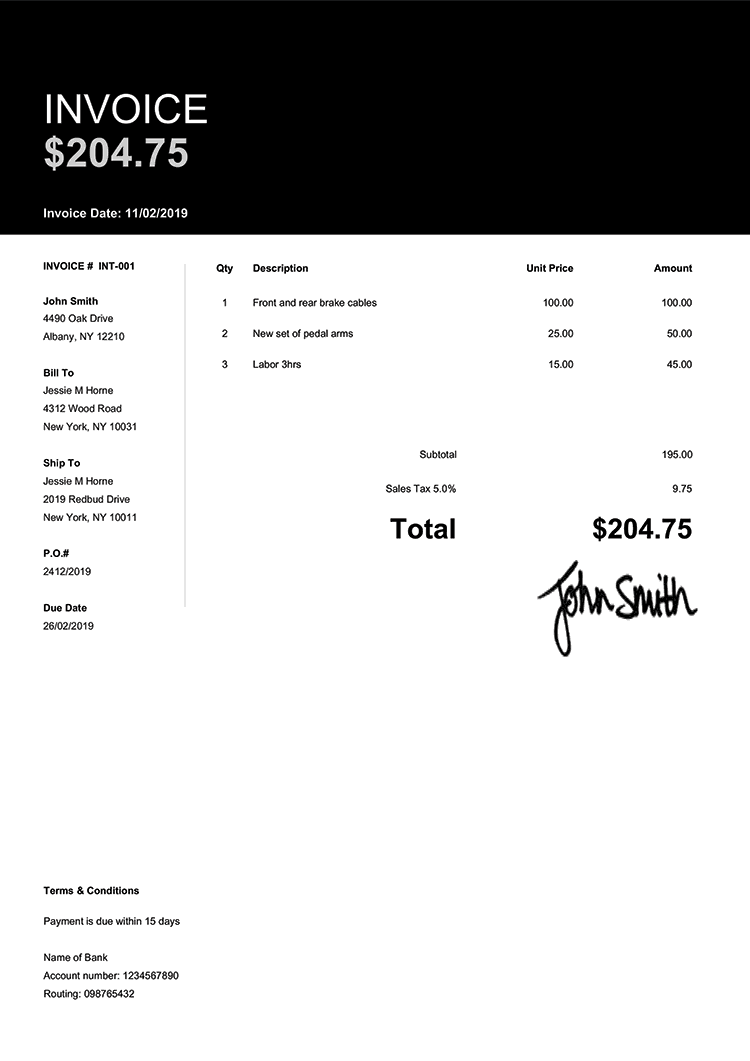 INVOICE
$204.75
Invoice Date: 11/02/2019
INVOICE # INT-001
John Smith
4490 Oak Drive
Albany, NY 12210
Bill To
Jessie M Horne
4312 Wood Road
New York, NY 10031
Ship To
Jessie M Horne
2019 Redbud Drive
New York, NY 10011
P.O.#
2412/2019
Due Date
26/02/2019
Qty Description Unit Price Amount
1 Front and rear brake cables 100.00 100.00
2 New set of pedal arms 25.00 50.00
3 Labor 3hrs 15.00 45.00
Subtotal 195.00
Sales Tax 5.0% 9.75
Total $204.75
John Smith
Terms & Conditions
Payment is due within 15 days
Name of Bank
Account number: 1234567890
Routing: 098765432